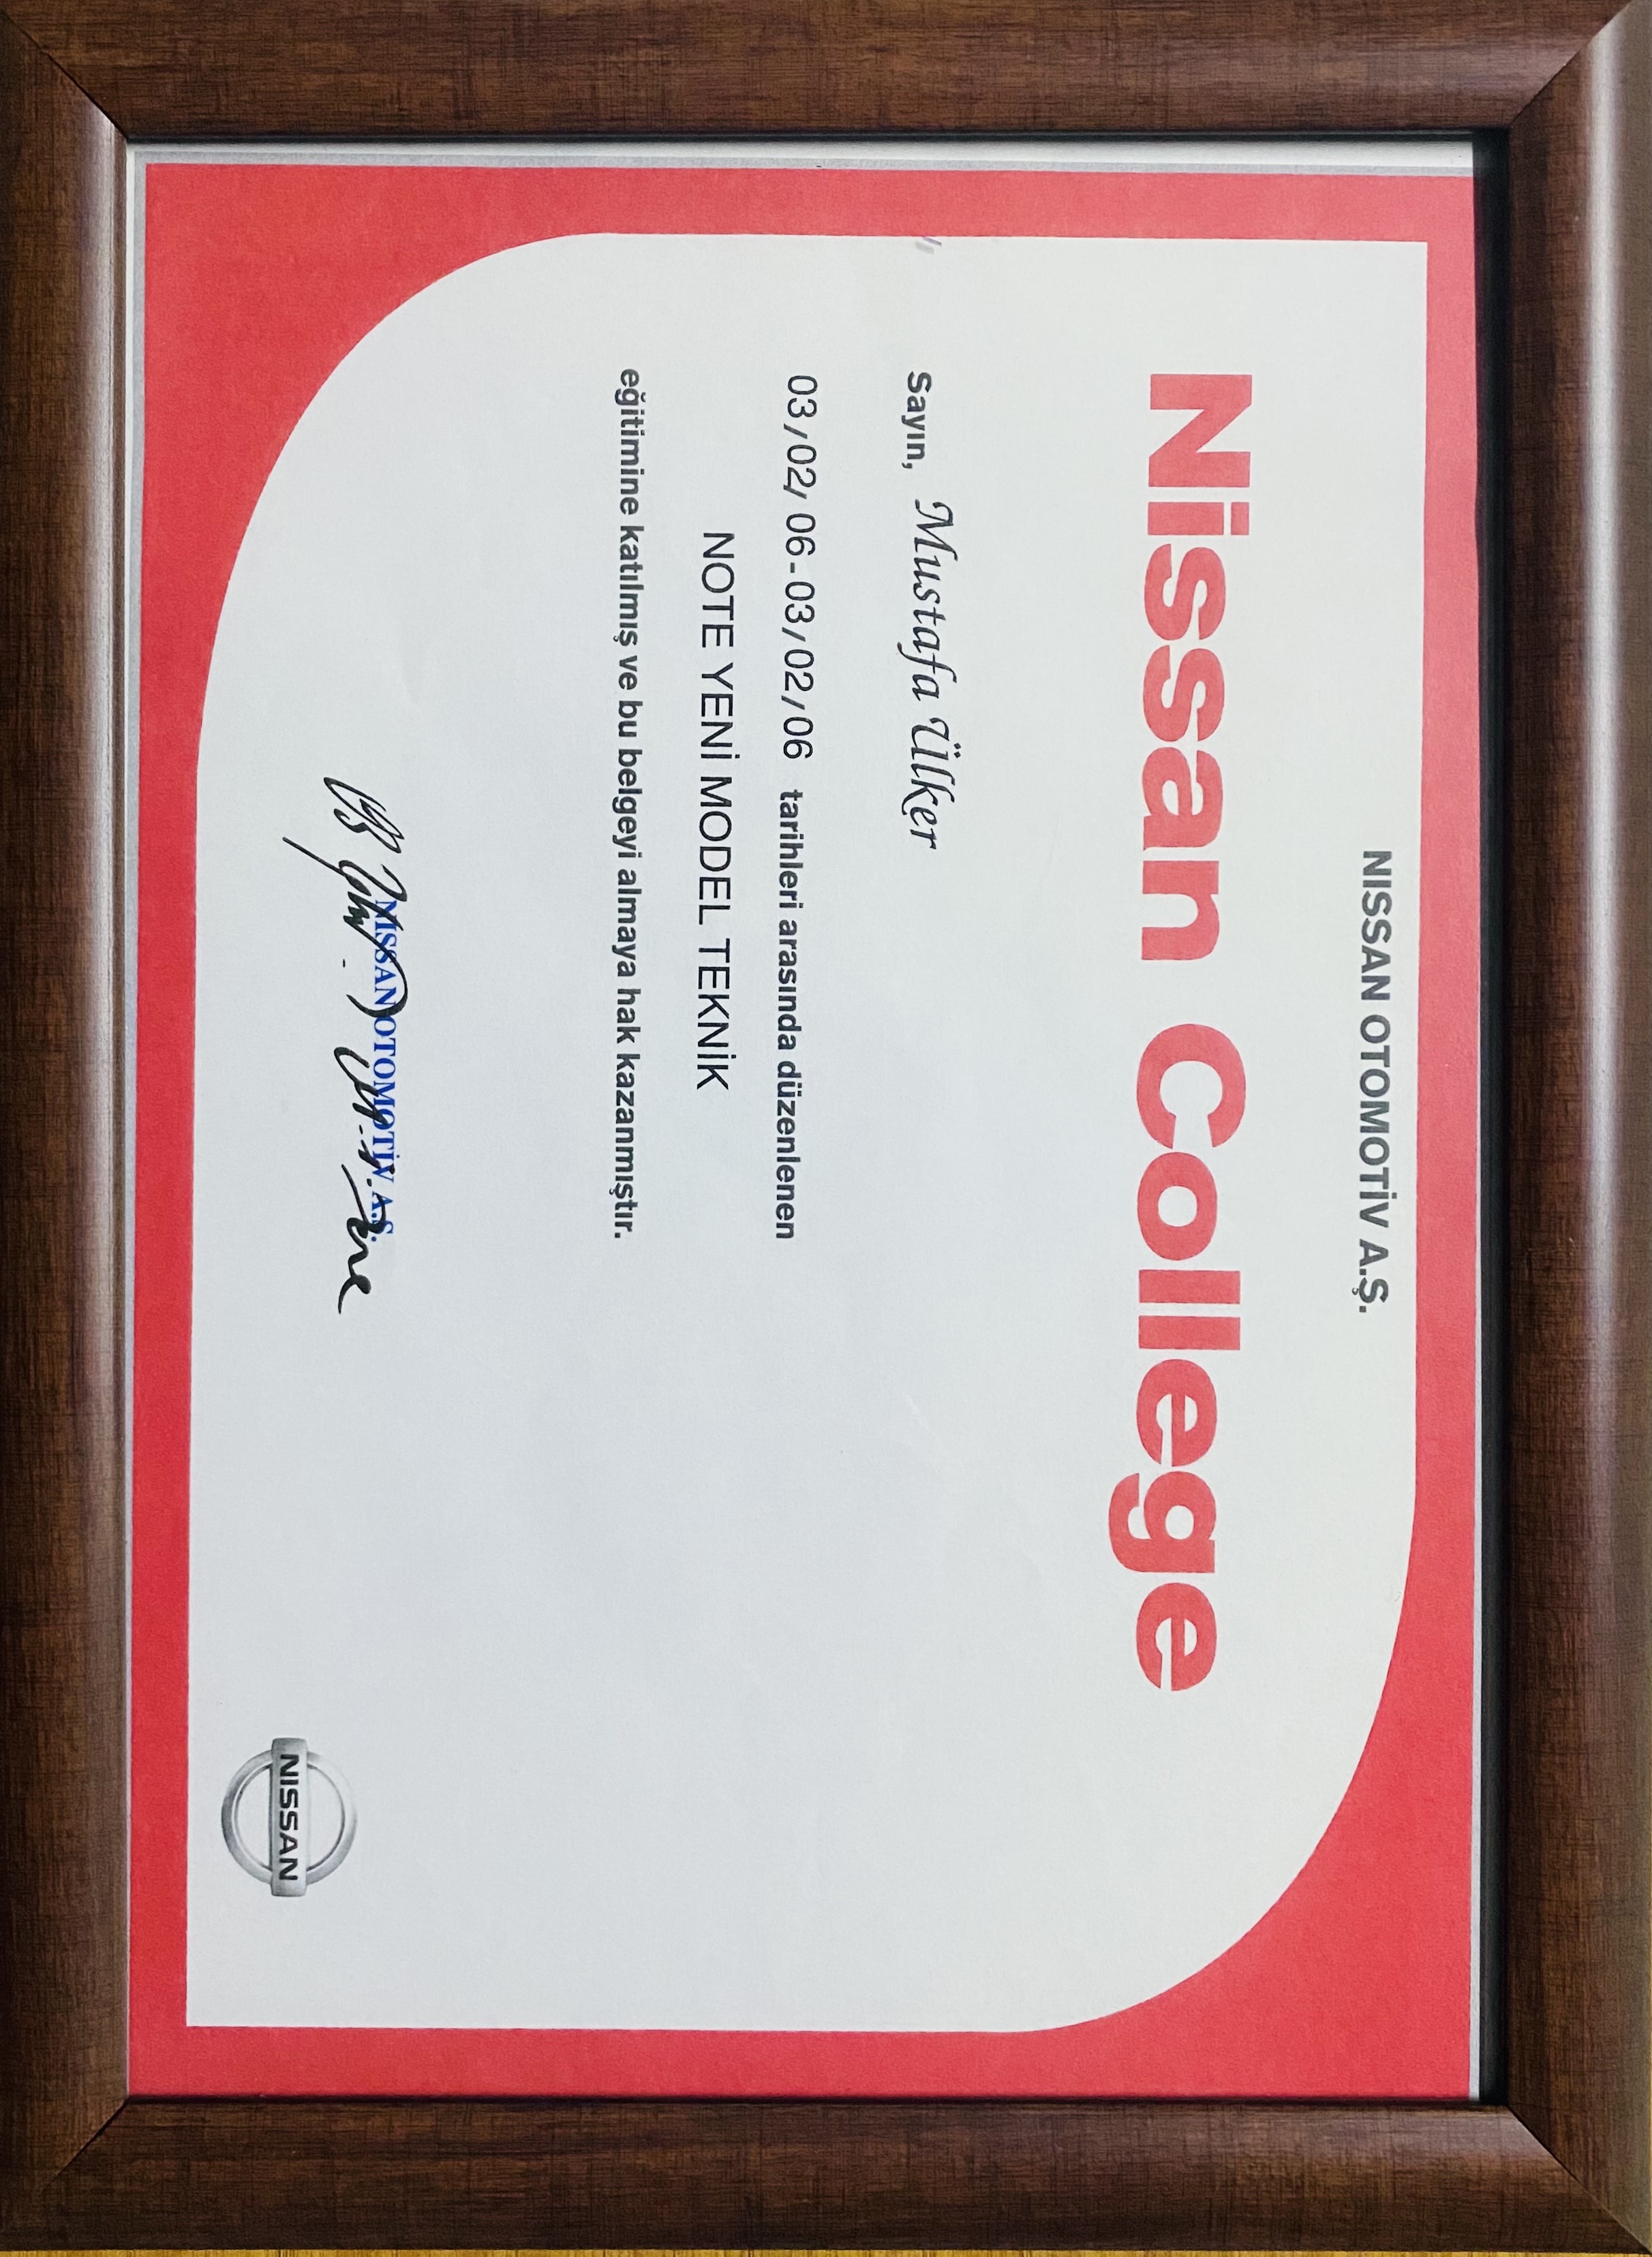 NISSAN OTOMOTİV A.Ş.
Nissan College
Sayın, Mustafa Ülker
03/02/06-03/02/06 tarihleri arasında düzenlenen
NOTE YENİ MODEL TEKNİK
eğitimine katılmış ve bu belgeyi almaya hak kazanmıştır.
NISSAN OTOMOTİV A.Ş.
NISSAN